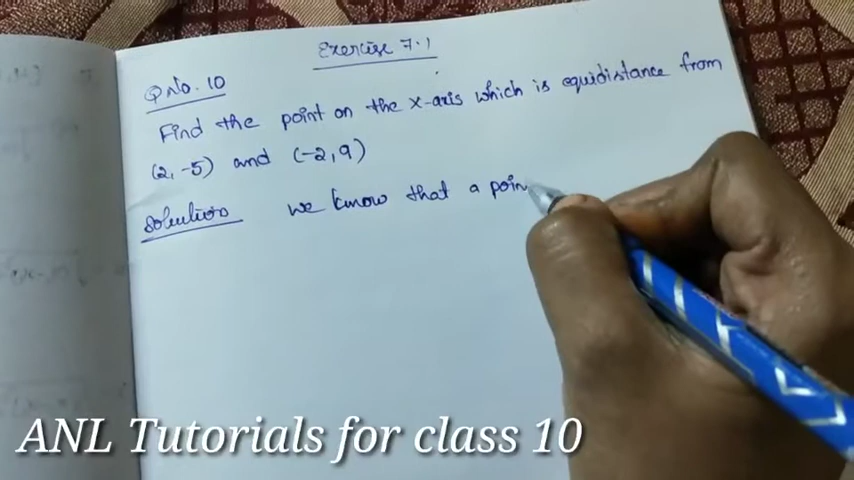 Exercise 7.1
Q No. 10
Find the point on the x-axis which is equidistance from
(2, -5) and (-2, 9)
Solution we know that a poin
ANL Tutorials for class 10